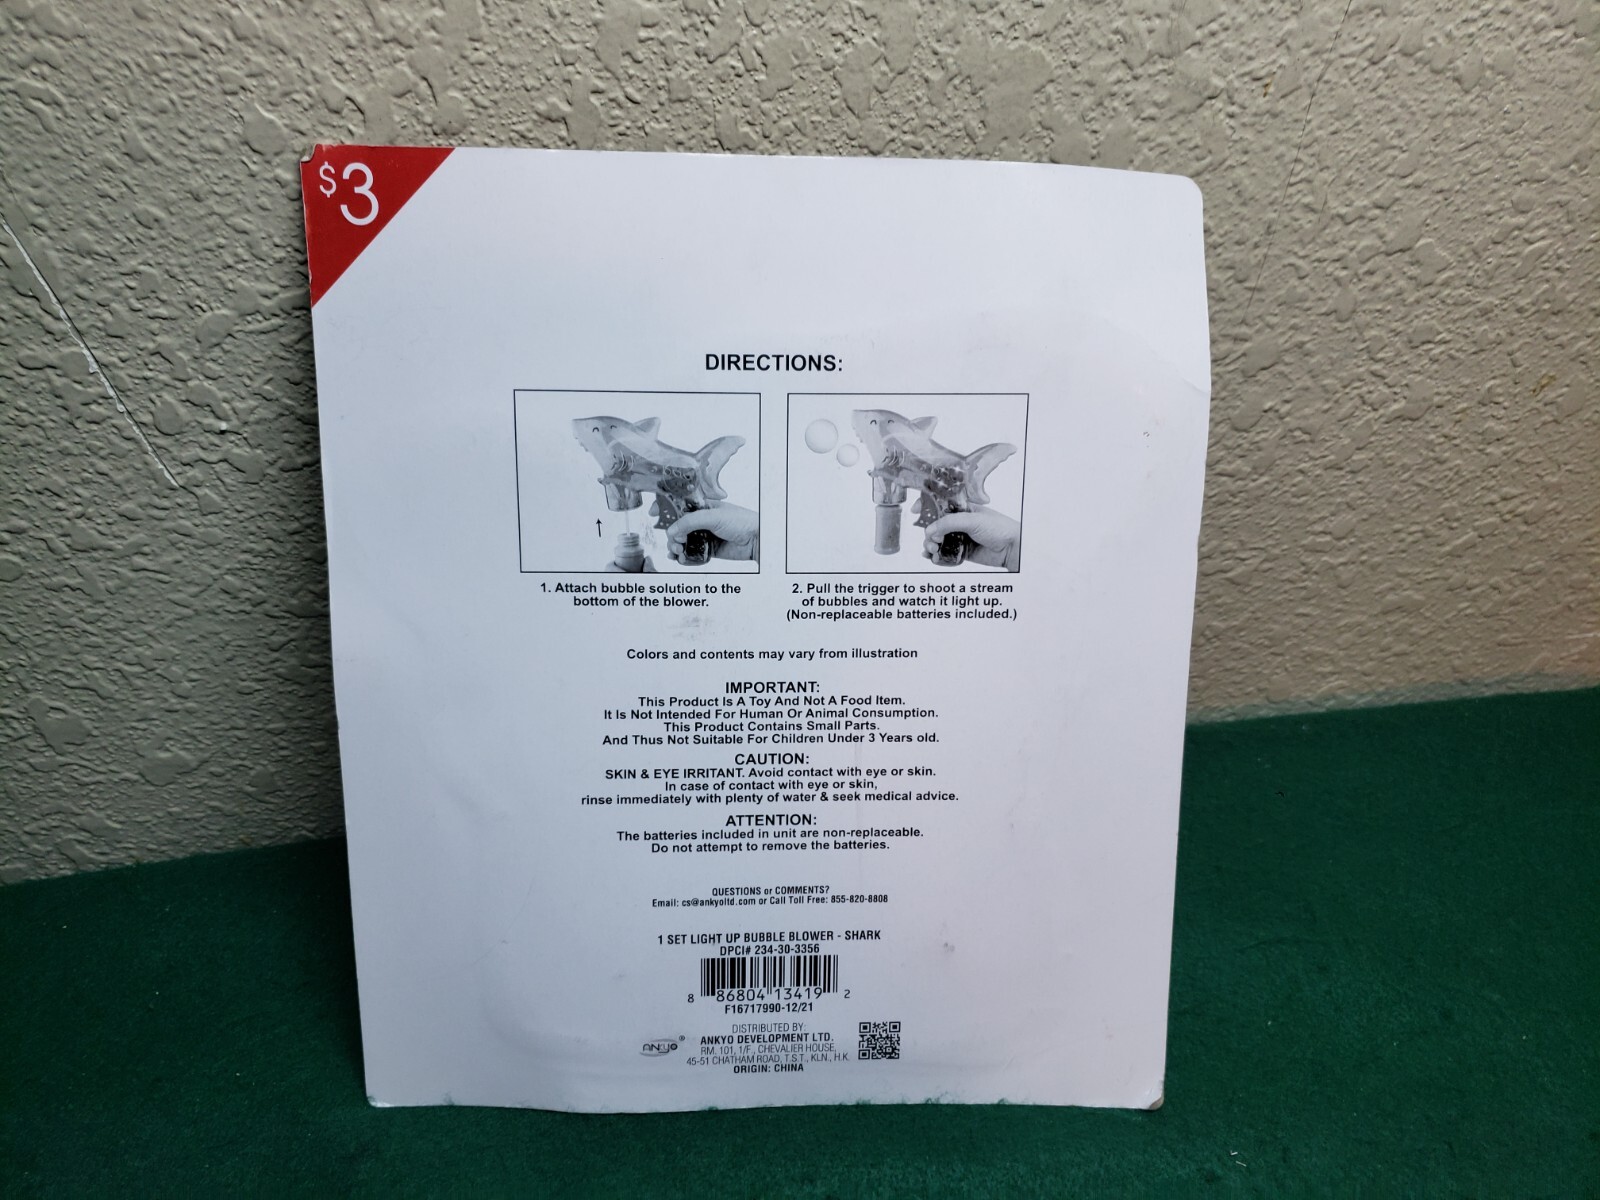 $3
DIRECTIONS:
1. Attach bubble solution to the
bottom of the blower.
2. Pull the trigger to shoot a stream
of bubbles and watch it light up.
(Non-replaceable batteries included.)
Colors and contents may vary from illustration
IMPORTANT:
This Product Is A Toy And Not A Food Item.
It Is Not Intended For Human Or Animal Consumption.
This Product Contains Small Parts.
And Thus Not Suitable For Children Under 3 Years old.
CAUTION:
SKIN & EYE IRRITANT. Avoid contact with eye or skin.
In case of contact with eye or skin,
rinse immediately with plenty of water & seek medical advice.
ATTENTION:
The batteries included in unit are non-replaceable.
Do not attempt to remove the batteries.
QUESTIONS or COMMENTS?
Email: cs@ankyoltd.com or Call Toll Free: 855-820-8808
1 SET LIGHT UP BUBBLE BLOWER - SHARK
DPCI# 234-30-3356
8 86804 13419 2
F16717990-12/21
DISTRIBUTED BY:
ANKYO DEVELOPMENT LTD.
RM. 101, 1/F., CHEVALIER HOUSE,
45-51 CHATHAM ROAD, T.S.T., KLN., H.K.
ORIGIN: CHINA
ANKYO®